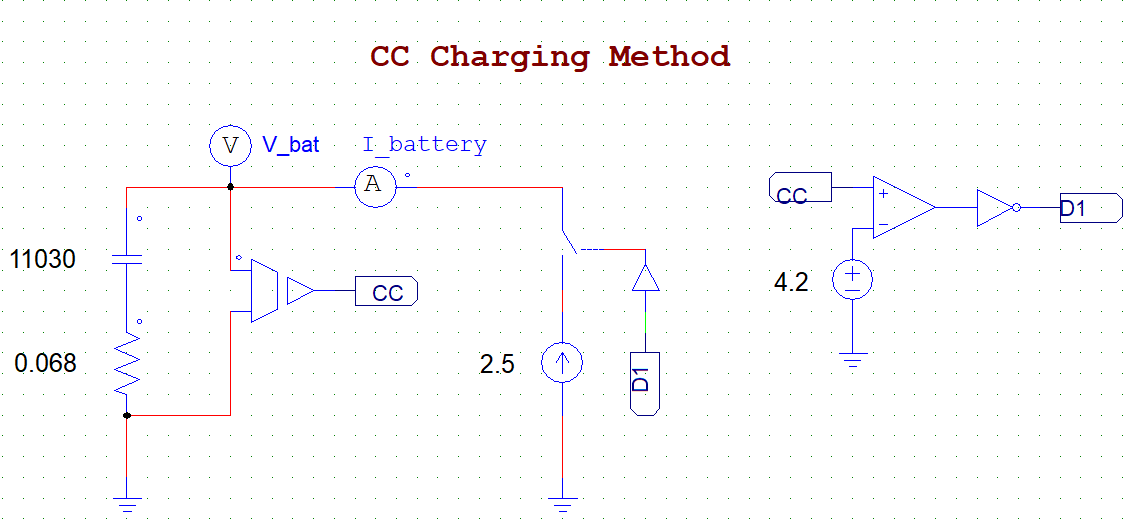 CC Charging Method
V
V_bat
I_battery
A
CC
+
−
D1
11030
CC
4.2
+
−
0.068
2.5
D1